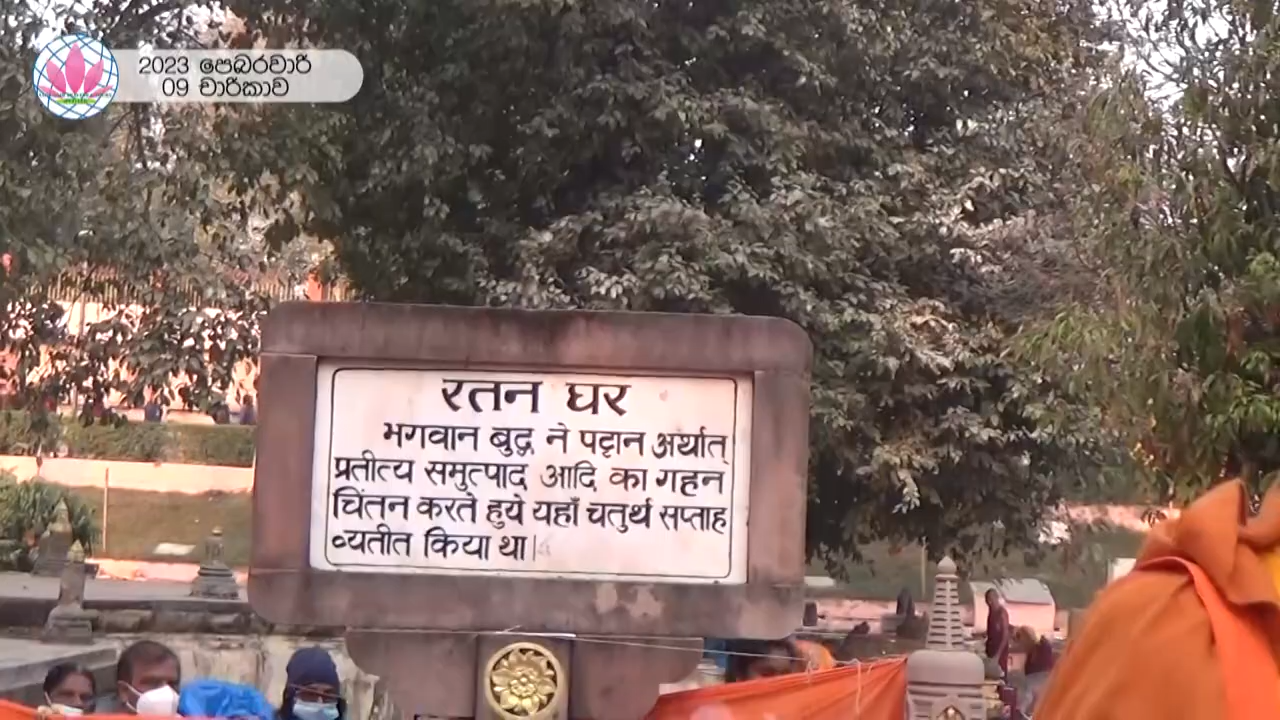 2023 පෙබරවාරි
09 චාරිකාව
रतन घर
भगवान बुद्ध ने पट्टान अर्थात्
प्रतीत्य समुत्पाद आदि का गहन
चिंतन करते हुये यहाँ चतुर्थ सप्ताह
व्यतीत किया था|